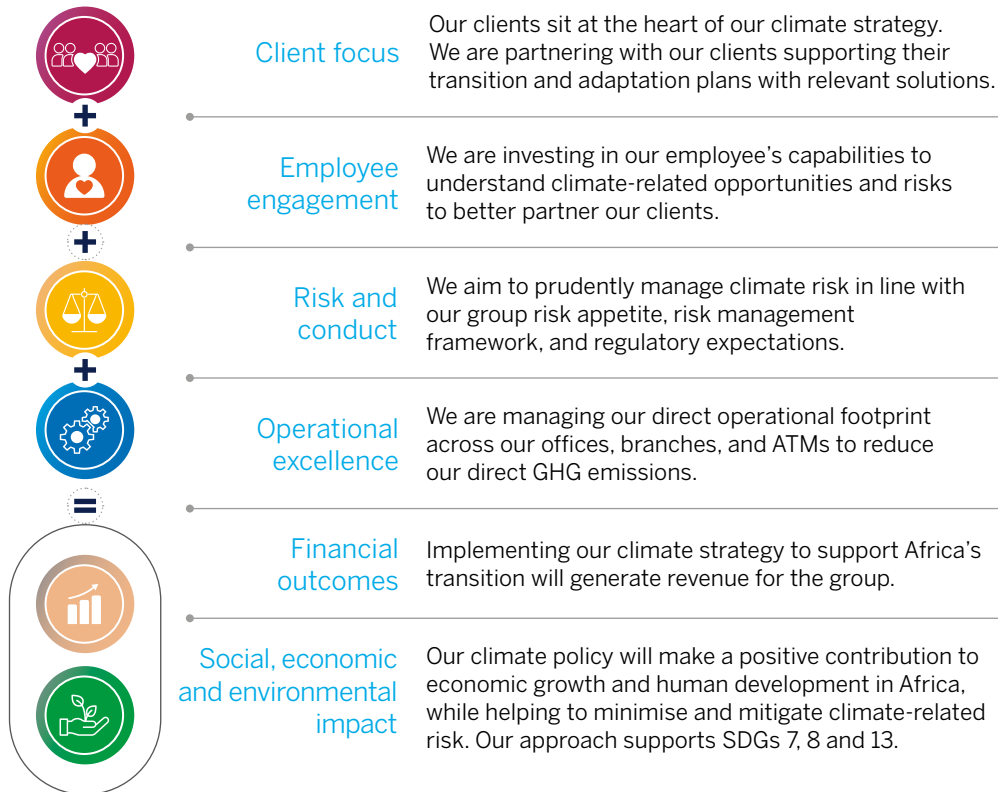 Client focus
Our clients sit at the heart of our climate strategy.
We are partnering with our clients supporting their
transition and adaptation plans with relevant solutions.
+
Employee
engagement
We are investing in our employee’s capabilities to
understand climate-related opportunities and risks
to better partner our clients.
+
Risk and
conduct
We aim to prudently manage climate risk in line with
our group risk appetite, risk management
framework, and regulatory expectations.
+
Operational
excellence
We are managing our direct operational footprint
across our offices, branches, and ATMs to reduce
our direct GHG emissions.
=
Financial
outcomes
Implementing our climate strategy to support Africa’s
transition will generate revenue for the group.
Social, economic
and environmental
impact
Our climate policy will make a positive contribution to
economic growth and human development in Africa,
while helping to minimise and mitigate climate-related
risk. Our approach supports SDGs 7, 8 and 13.